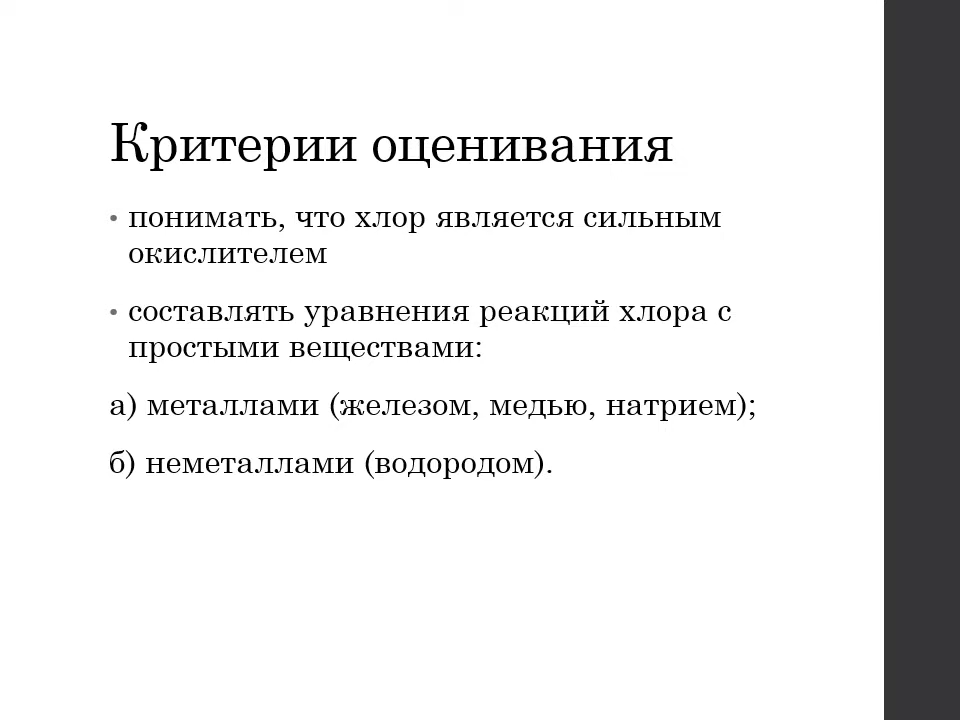 Критерии оценивания
• понимать, что хлор является сильным
окислителем
• составлять уравнения реакций хлора с
простыми веществами:
а) металлами (железом, медью, натрием);
б) неметаллами (водородом).